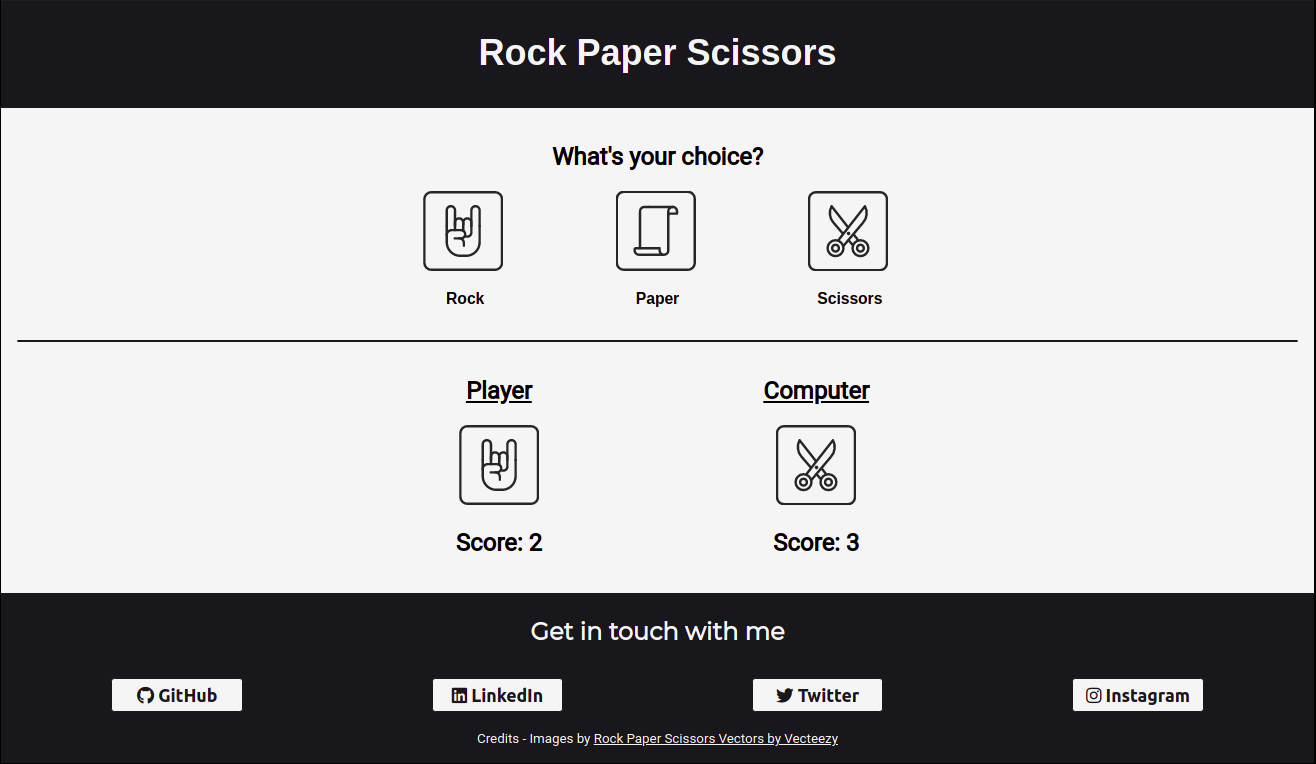 Rock Paper Scissors
What's your choice?
Rock Paper Scissors
Player Computer
Score: 2 Score: 3
Get in touch with me
GitHub LinkedIn Twitter Instagram
Credits - Images by Rock Paper Scissors Vectors by Vecteezy